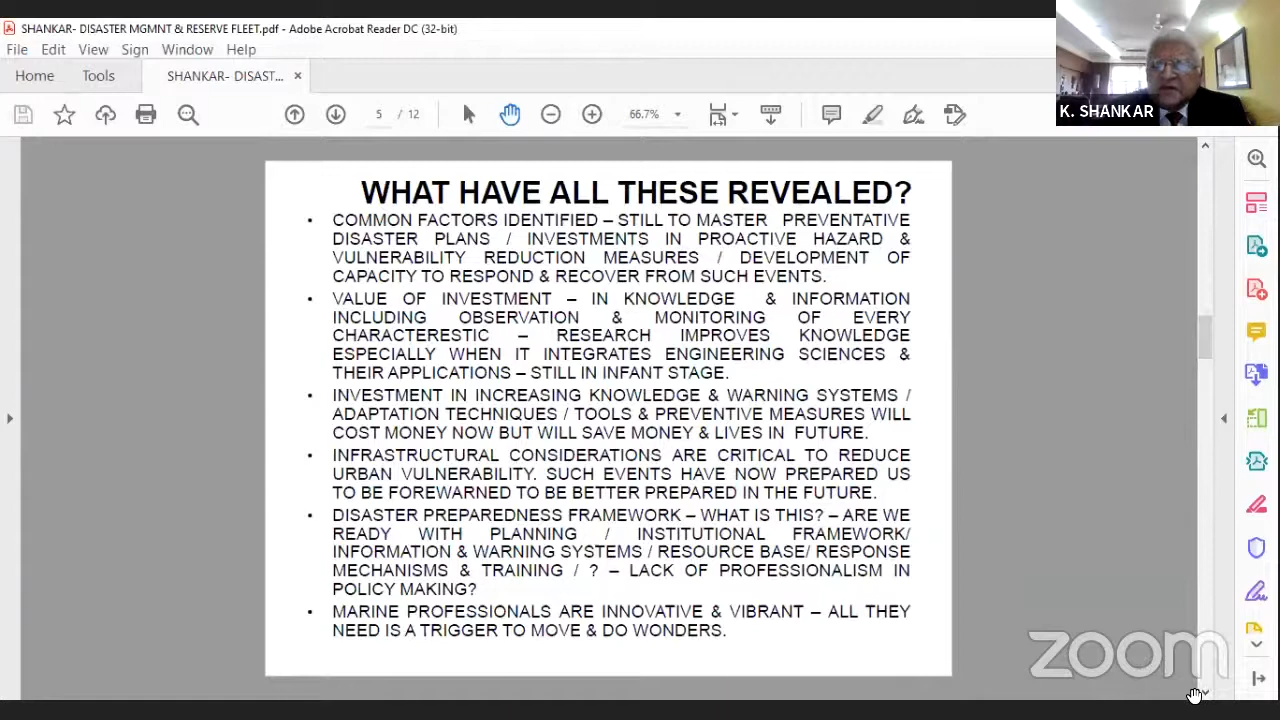 SHANKAR- DISASTER MGMNT & RESERVE FLEET.pdf - Adobe Acrobat Reader DC (32-bit)
File Edit View Sign Window Help
Home Tools SHANKAR- DISAST... ×
5 / 12 66.7%
K. SHANKAR
WHAT HAVE ALL THESE REVEALED?
• COMMON FACTORS IDENTIFIED – STILL TO MASTER PREVENTATIVE
DISASTER PLANS / INVESTMENTS IN PROACTIVE HAZARD &
VULNERABILITY REDUCTION MEASURES / DEVELOPMENT OF
CAPACITY TO RESPOND & RECOVER FROM SUCH EVENTS.
• VALUE OF INVESTMENT – IN KNOWLEDGE & INFORMATION
INCLUDING OBSERVATION & MONITORING OF EVERY
CHARACTERESTIC – RESEARCH IMPROVES KNOWLEDGE
ESPECIALLY WHEN IT INTEGRATES ENGINEERING SCIENCES &
THEIR APPLICATIONS – STILL IN INFANT STAGE.
• INVESTMENT IN INCREASING KNOWLEDGE & WARNING SYSTEMS /
ADAPTATION TECHNIQUES / TOOLS & PREVENTIVE MEASURES WILL
COST MONEY NOW BUT WILL SAVE MONEY & LIVES IN FUTURE.
• INFRASTRUCTURAL CONSIDERATIONS ARE CRITICAL TO REDUCE
URBAN VULNERABILITY. SUCH EVENTS HAVE NOW PREPARED US
TO BE FOREWARNED TO BE BETTER PREPARED IN THE FUTURE.
• DISASTER PREPAREDNESS FRAMEWORK – WHAT IS THIS? – ARE WE
READY WITH PLANNING / INSTITUTIONAL FRAMEWORK/
INFORMATION & WARNING SYSTEMS / RESOURCE BASE/ RESPONSE
MECHANISMS & TRAINING / ? – LACK OF PROFESSIONALISM IN
POLICY MAKING?
• MARINE PROFESSIONALS ARE INNOVATIVE & VIBRANT – ALL THEY
NEED IS A TRIGGER TO MOVE & DO WONDERS.
zoom